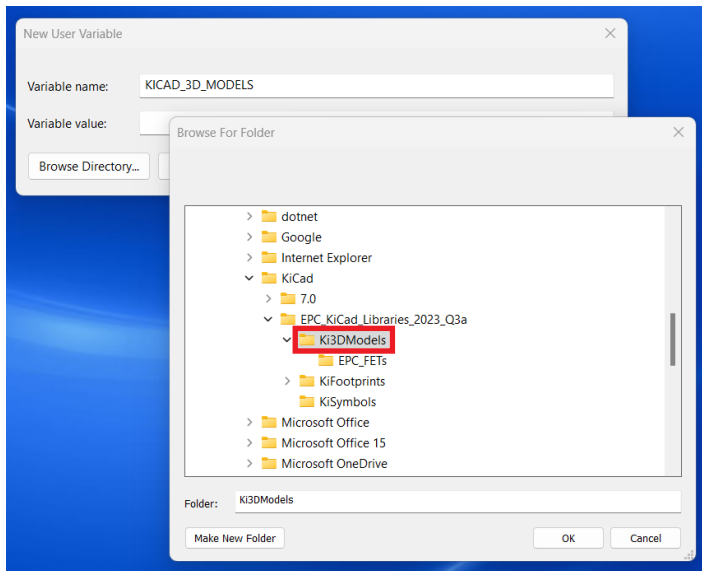 New User Variable
Variable name:
KICAD_3D_MODELS
Variable value:
Browse Directory...
Browse For Folder
dotnet
Google
Internet Explorer
KiCad
7.0
EPC_KiCad_Libraries_2023_Q3a
Ki3DModels
EPC_FETs
KiFootprints
KiSymbols
Microsoft Office
Microsoft Office 15
Microsoft OneDrive
Folder:
Ki3DModels
Make New Folder
OK
Cancel